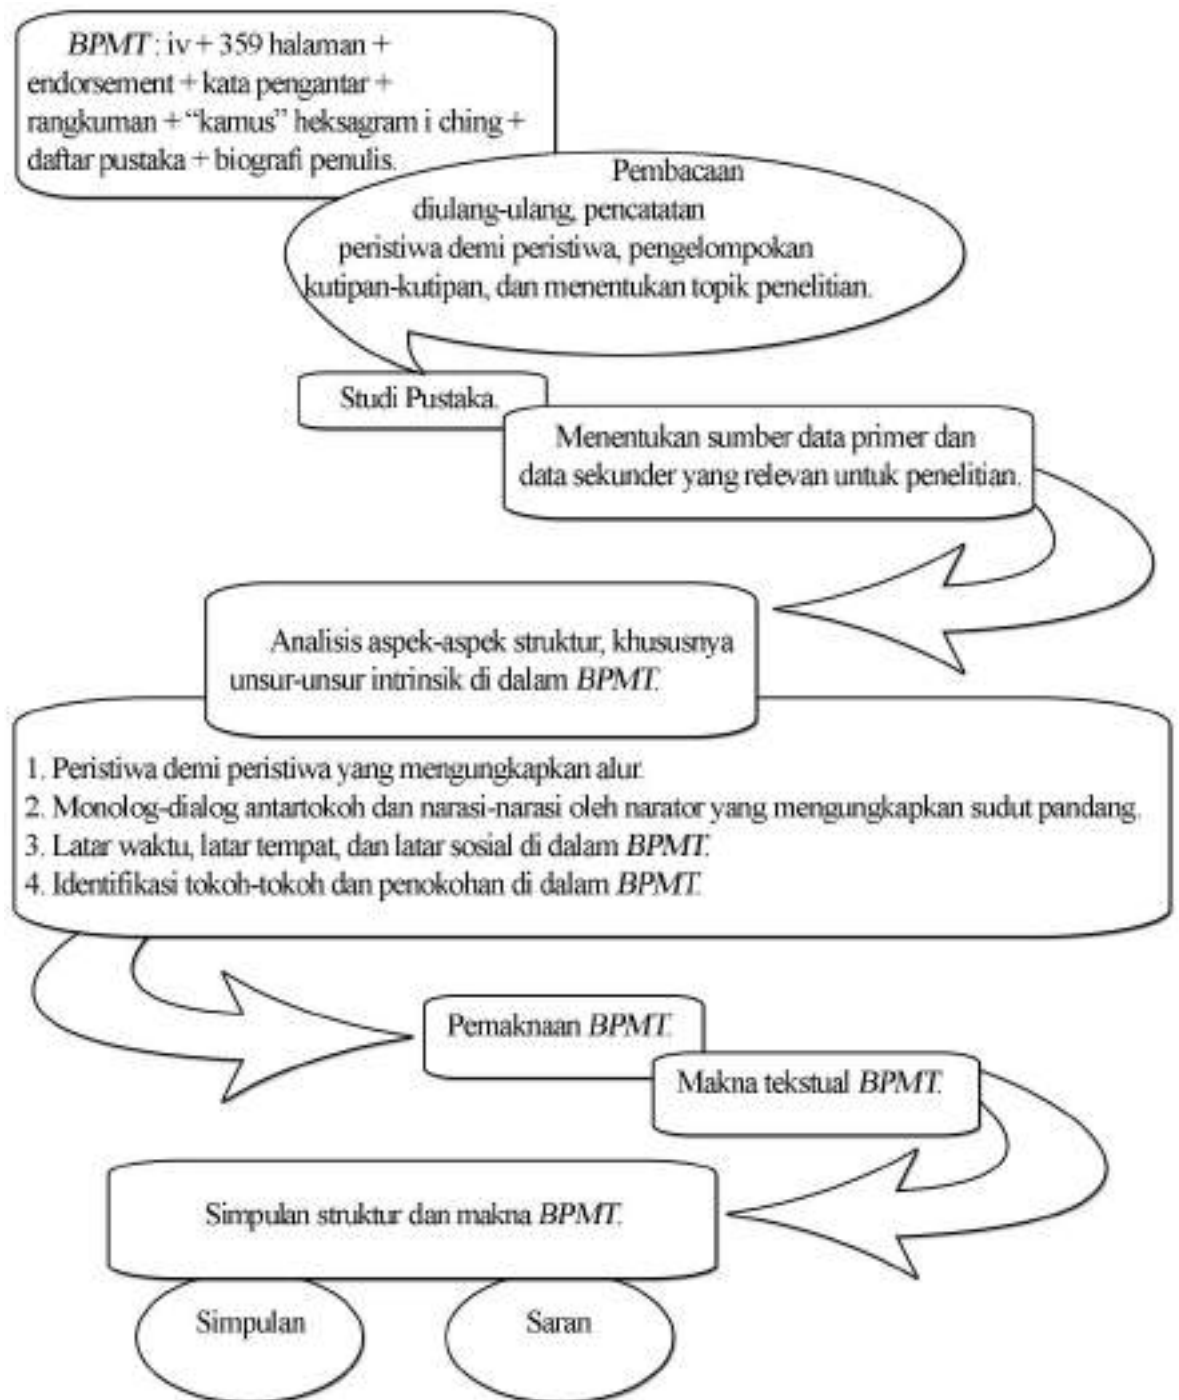 BPMT : iv + 359 halaman +
endorsement + kata pengantar +
rangkuman + “kamus” heksagram i ching +
daftar pustaka + biografi penulis.
Pembacaan
diulang-ulang, pencatatan
peristiwa demi peristiwa, pengelompokan
kutipan-kutipan, dan menentukan topik penelitian.
Studi Pustaka.
Menentukan sumber data primer dan
data sekunder yang relevan untuk penelitian.
Analisis aspek-aspek struktur, khususnya
unsur-unsur intrinsik di dalam BPMT.
1. Peristiwa demi peristiwa yang mengungkapkan alur.
2. Monolog-dialog antartokoh dan narasi-narasi oleh narator yang mengungkapkan sudut pandang.
3. Latar waktu, latar tempat, dan latar sosial di dalam BPMT.
4. Identifikasi tokoh-tokoh dan penokohan di dalam BPMT.
Pemaknaan BPMT.
Makna tekstual BPMT.
Simpulan struktur dan makna BPMT.
Simpulan
Saran